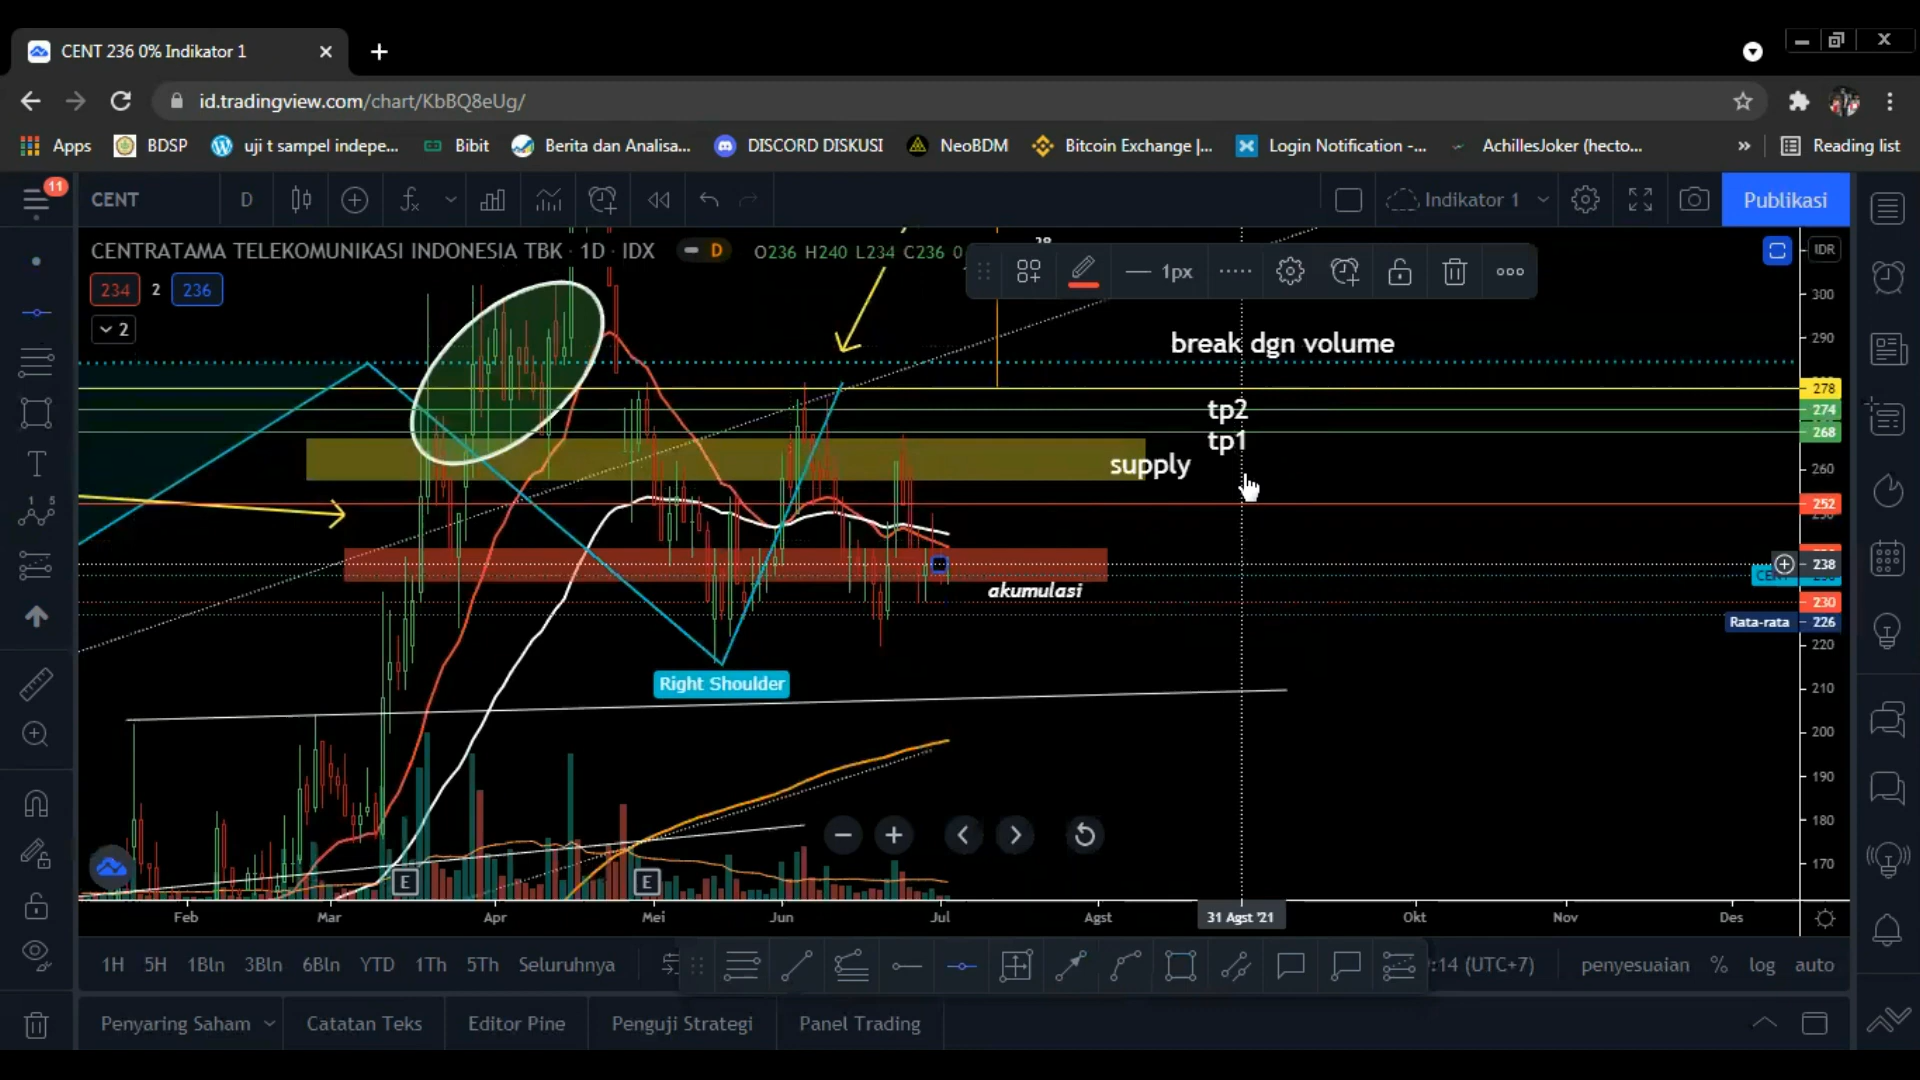 CENT 236 0% Indikator 1
id.tradingview.com/chart/KbBQ8eUg/
Apps BDSP uji t sampel indepe... Bibit Berita dan Analisa... DISCORD DISKUSI NeoBDM Bitcoin Exchange |... Login Notification -... AchillesJoker (hecto... » Reading list
11
CENT D Indikator 1 Publikasi
CENTRATAMA TELEKOMUNIKASI INDONESIA TBK · 1D · IDX D O236 H240 L234 C236 0
IDR
1px
234 2 236
2
300
290
break dgn volume
278
tp2
274
tp1
268
supply
260
252
238
akumulasi
230
Rata-rata 226
220
Right Shoulder
210
200
190
180
170
E E
Feb Mar Apr Mei Jun Jul Agst 31 Agst '21 Okt Nov Des
1H 5H 1Bln 3Bln 6Bln YTD 1Th 5Th Seluruhnya :14 (UTC+7) penyesuaian % log auto
Penyaring Saham Catatan Teks Editor Pine Penguji Strategi Panel Trading